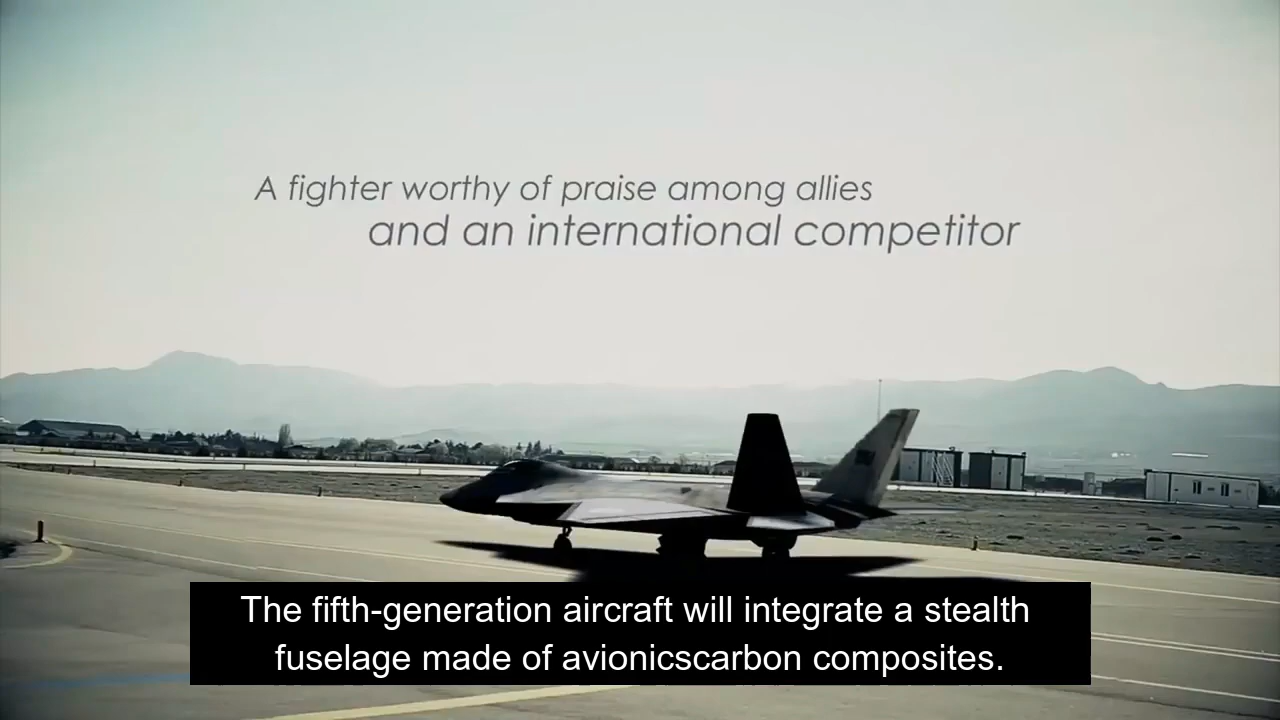 A fighter worthy of praise among allies
and an international competitor
The fifth-generation aircraft will integrate a stealth
fuselage made of avionicscarbon composites.